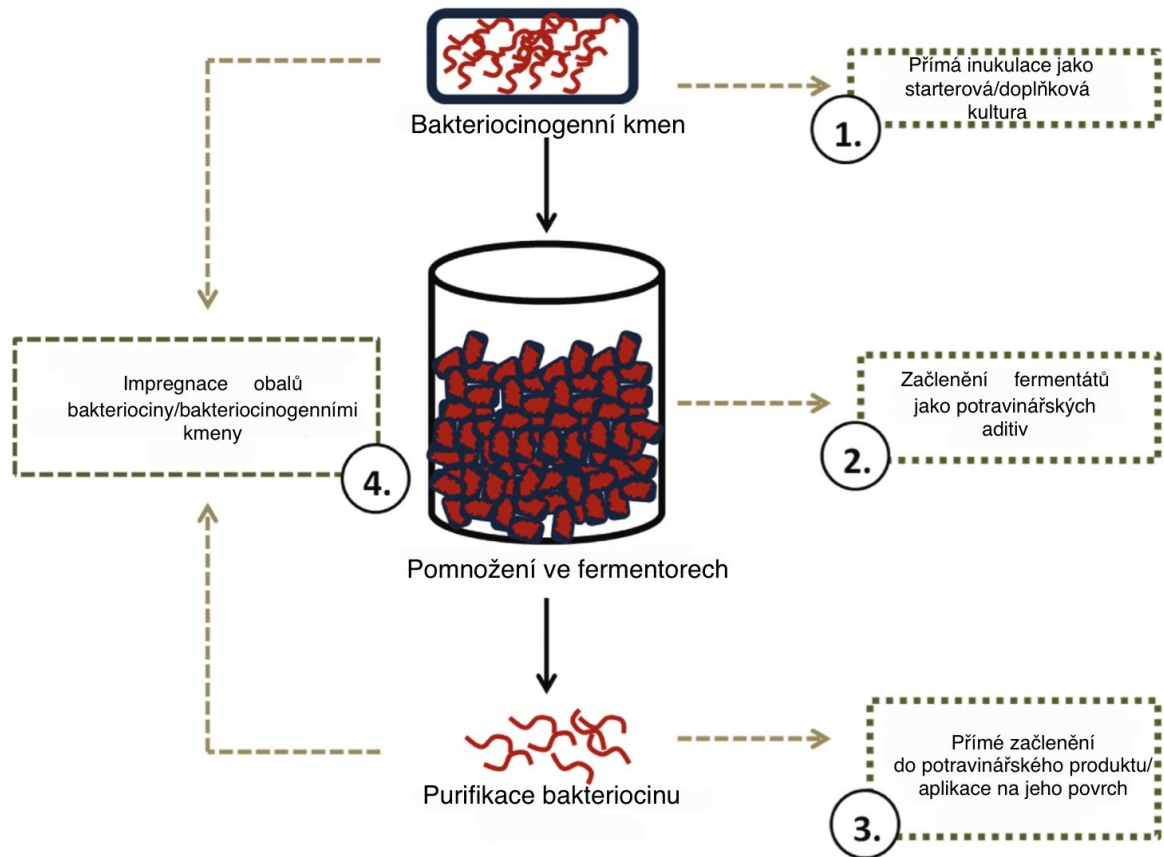 Bakteriocinogenní kmen
Přímá inukulace jako
starterová/doplňková
kultura
1.
Impregnace obalů
bakteriociny/bakteriocinogenními
kmeny
4.
Začlenění fermentátů
jako potravinářských
aditiv
2.
Pomnožení ve fermentorech
Purifikace bakteriocinu
Přímé začlenění
do potravinářského produktu/
aplikace na jeho povrch
3.